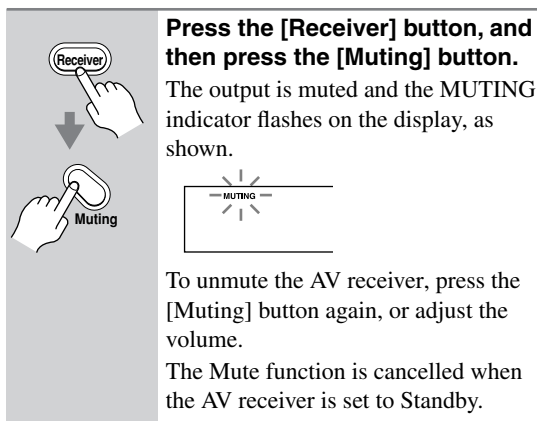 Receiver
Muting
Press the [Receiver] button, and
then press the [Muting] button.
The output is muted and the MUTING
indicator flashes on the display, as
shown.
MUTING
To unmute the AV receiver, press the
[Muting] button again, or adjust the
volume.
The Mute function is cancelled when
the AV receiver is set to Standby.